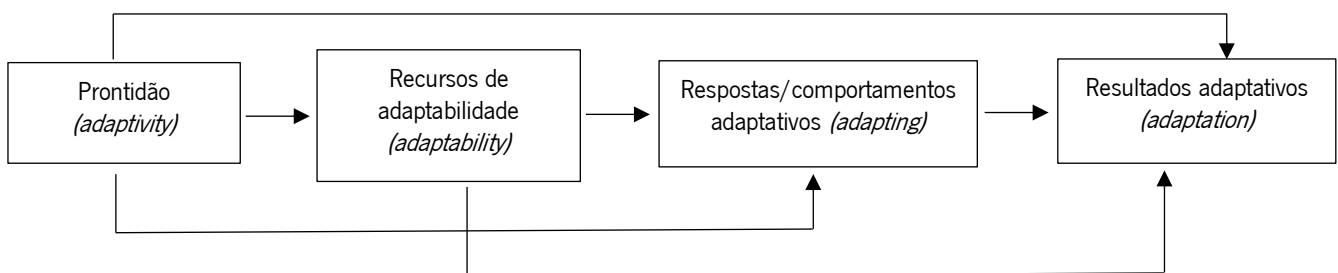 Prontidão
(adaptivity)
Recursos de
adaptabilidade
(adaptability)
Respostas/comportamentos
adaptativos (adapting)
Resultados adaptativos
(adaptation)